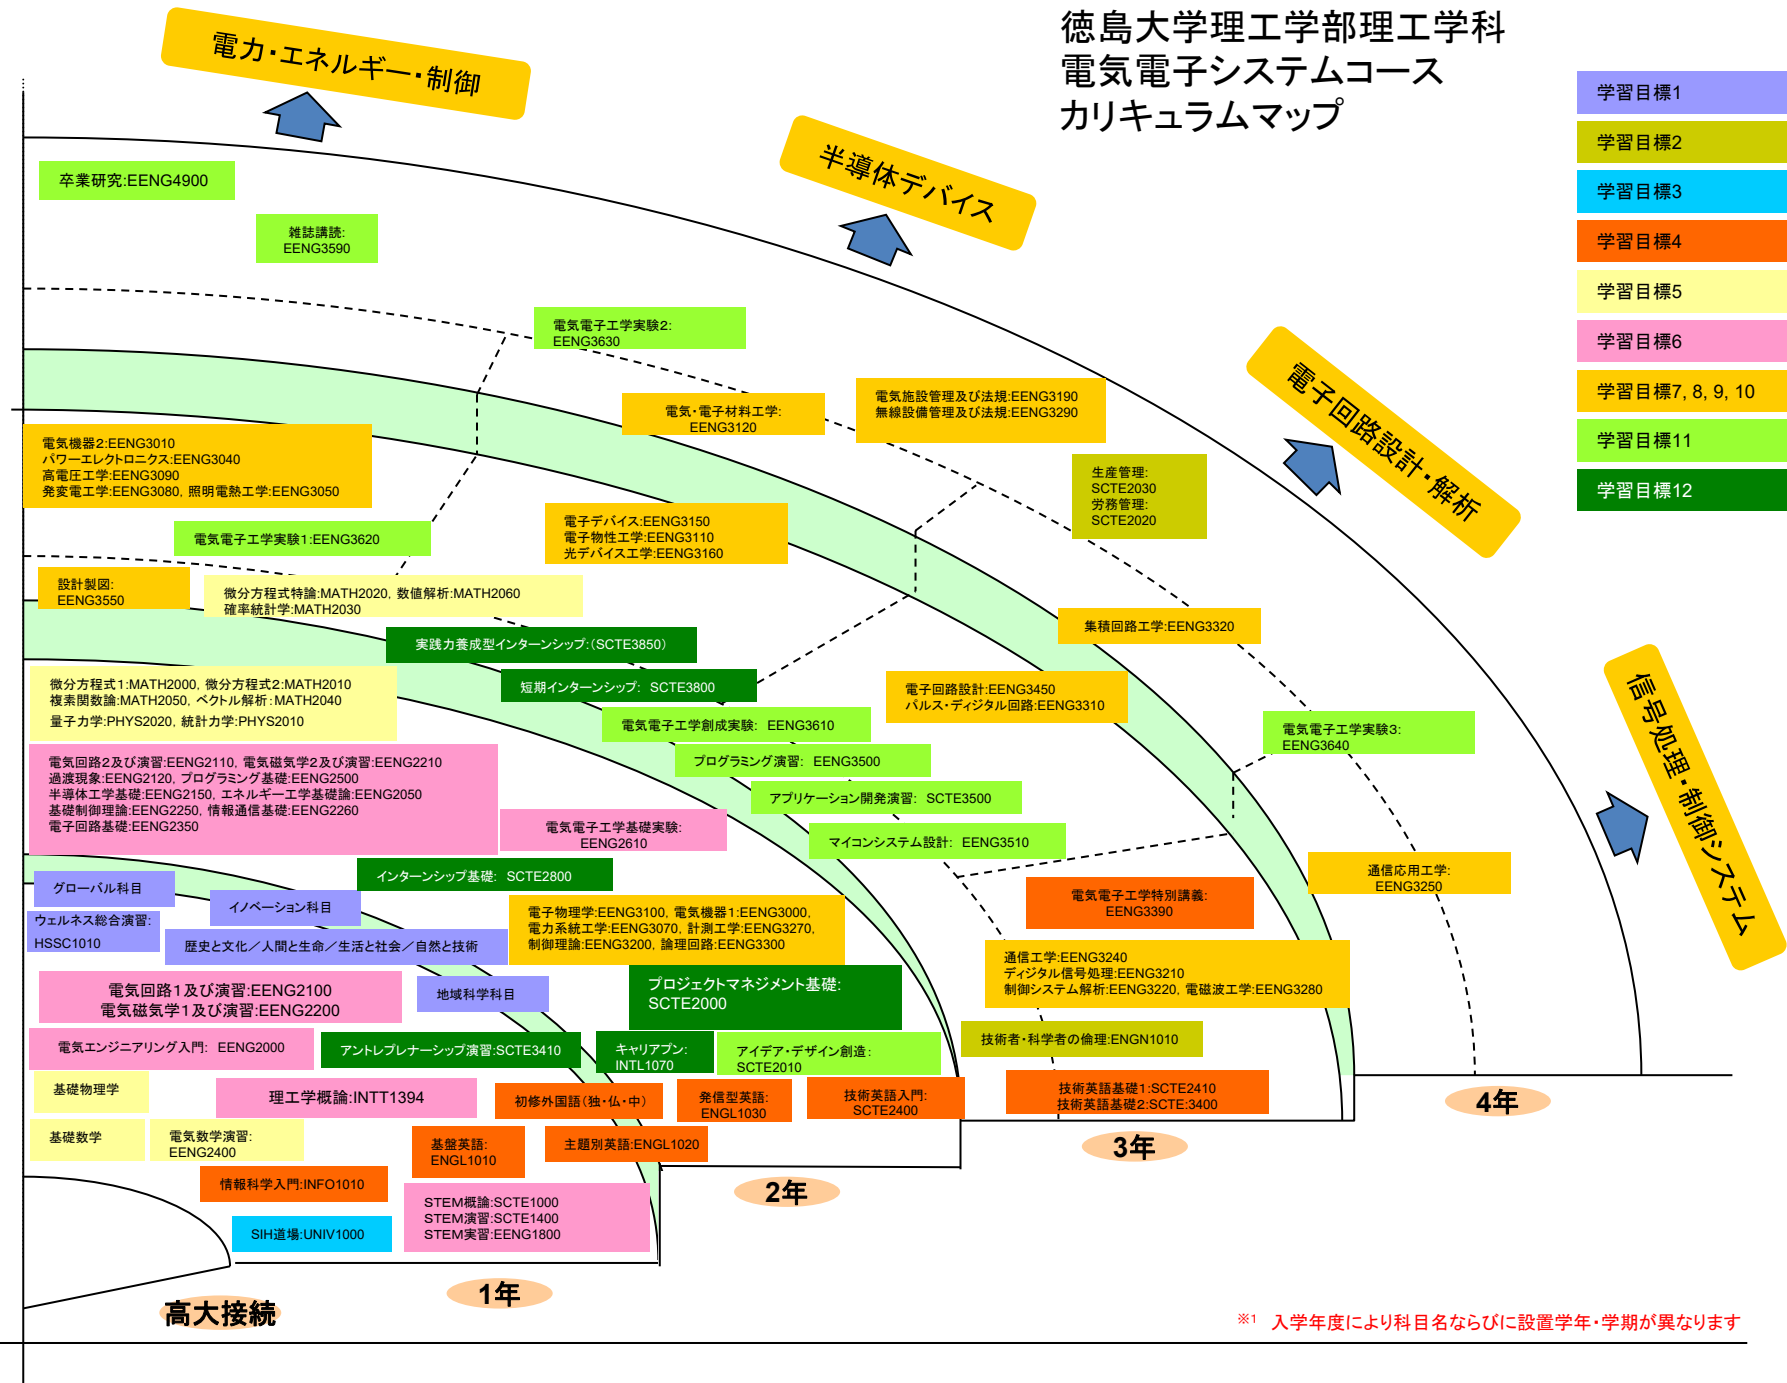 徳島大学理工学部理工学科
電気電子システムコース
カリキュラムマップ
電力・エネルギー・制御
半導体デバイス
電子回路設計・解析
信号処理・制御システム
学習目標1
学習目標2
学習目標3
学習目標4
学習目標5
学習目標6
学習目標7, 8, 9, 10
学習目標11
学習目標12
卒業研究:EENG4900
雑誌講読:
EENG3590
電気電子工学実験2:
EENG3630
電気・電子材料工学:
EENG3120
電気施設管理及び法規:EENG3190
無線設備管理及び法規:EENG3290
電気機器2:EENG3010
パワーエレクトロニクス:EENG3040
高電圧工学:EENG3090
発変電工学:EENG3080, 照明電熱工学:EENG3050
生産管理:
SCTE2030
労務管理:
SCTE2020
電気電子工学実験1:EENG3620
電子デバイス:EENG3150
電子物性工学:EENG3110
光デバイス工学:EENG3160
設計製図:
EENG3550
微分方程式特論:MATH2020, 数値解析:MATH2060
確率統計学:MATH2030
実践力養成型インターンシップ:(SCTE3850)
集積回路工学:EENG3320
微分方程式1:MATH2000, 微分方程式2:MATH2010
複素関数論:MATH2050, ベクトル解析:MATH2040
量子力学:PHYS2020, 統計力学:PHYS2010
短期インターンシップ: SCTE3800
電子回路設計:EENG3450
パルス・ディジタル回路:EENG3310
電気電子工学創成実験: EENG3610
電気電子工学実験3:
EENG3640
電気回路2及び演習:EENG2110, 電気磁気学2及び演習:EENG2210
過渡現象:EENG2120, プログラミング基礎:EENG2500
半導体工学基礎:EENG2150, エネルギー工学基礎論:EENG2050
基礎制御理論:EENG2250, 情報通信基礎:EENG2260
電子回路基礎:EENG2350
プログラミング演習: EENG3500
アプリケーション開発演習: SCTE3500
電気電子工学基礎実験:
EENG2610
マイコンシステム設計: EENG3510
通信応用工学:
EENG3250
インターンシップ基礎: SCTE2800
グローバル科目
イノベーション科目
電気電子工学特別講義:
EENG3390
ウェルネス総合演習:
HSSC1010
歴史と文化/人間と生命/生活と社会/自然と技術
電子物理学:EENG3100, 電気機器1:EENG3000,
電力系統工学:EENG3070, 計測工学:EENG3270,
制御理論:EENG3200, 論理回路:EENG3300
通信工学:EENG3240
ディジタル信号処理:EENG3210
制御システム解析:EENG3220, 電磁波工学:EENG3280
電気回路1及び演習:EENG2100
電気磁気学1及び演習:EENG2200
地域科学科目
プロジェクトマネジメント基礎:
SCTE2000
電気エンジニアリング入門: EENG2000
アントレプレナーシップ演習:SCTE3410
キャリアプン:
INTL1070
アイデア・デザイン創造:
SCTE2010
技術者・科学者の倫理:ENGN1010
基礎物理学
理工学概論:INTT1394
初修外国語(独・仏・中)
発信型英語:
ENGL1030
技術英語入門:
SCTE2400
技術英語基礎1:SCTE2410
技術英語基礎2:SCTE:3400
4年
基礎数学
電気数学演習:
EENG2400
基盤英語:
ENGL1010
主題別英語:ENGL1020
3年
情報科学入門:INFO1010
STEM概論:SCTE1000
STEM演習:SCTE1400
STEM実習:EENG1800
2年
SIH道場:UNIV1000
1年
高大接続
※1 入学年度により科目名ならびに設置学年・学期が異なります